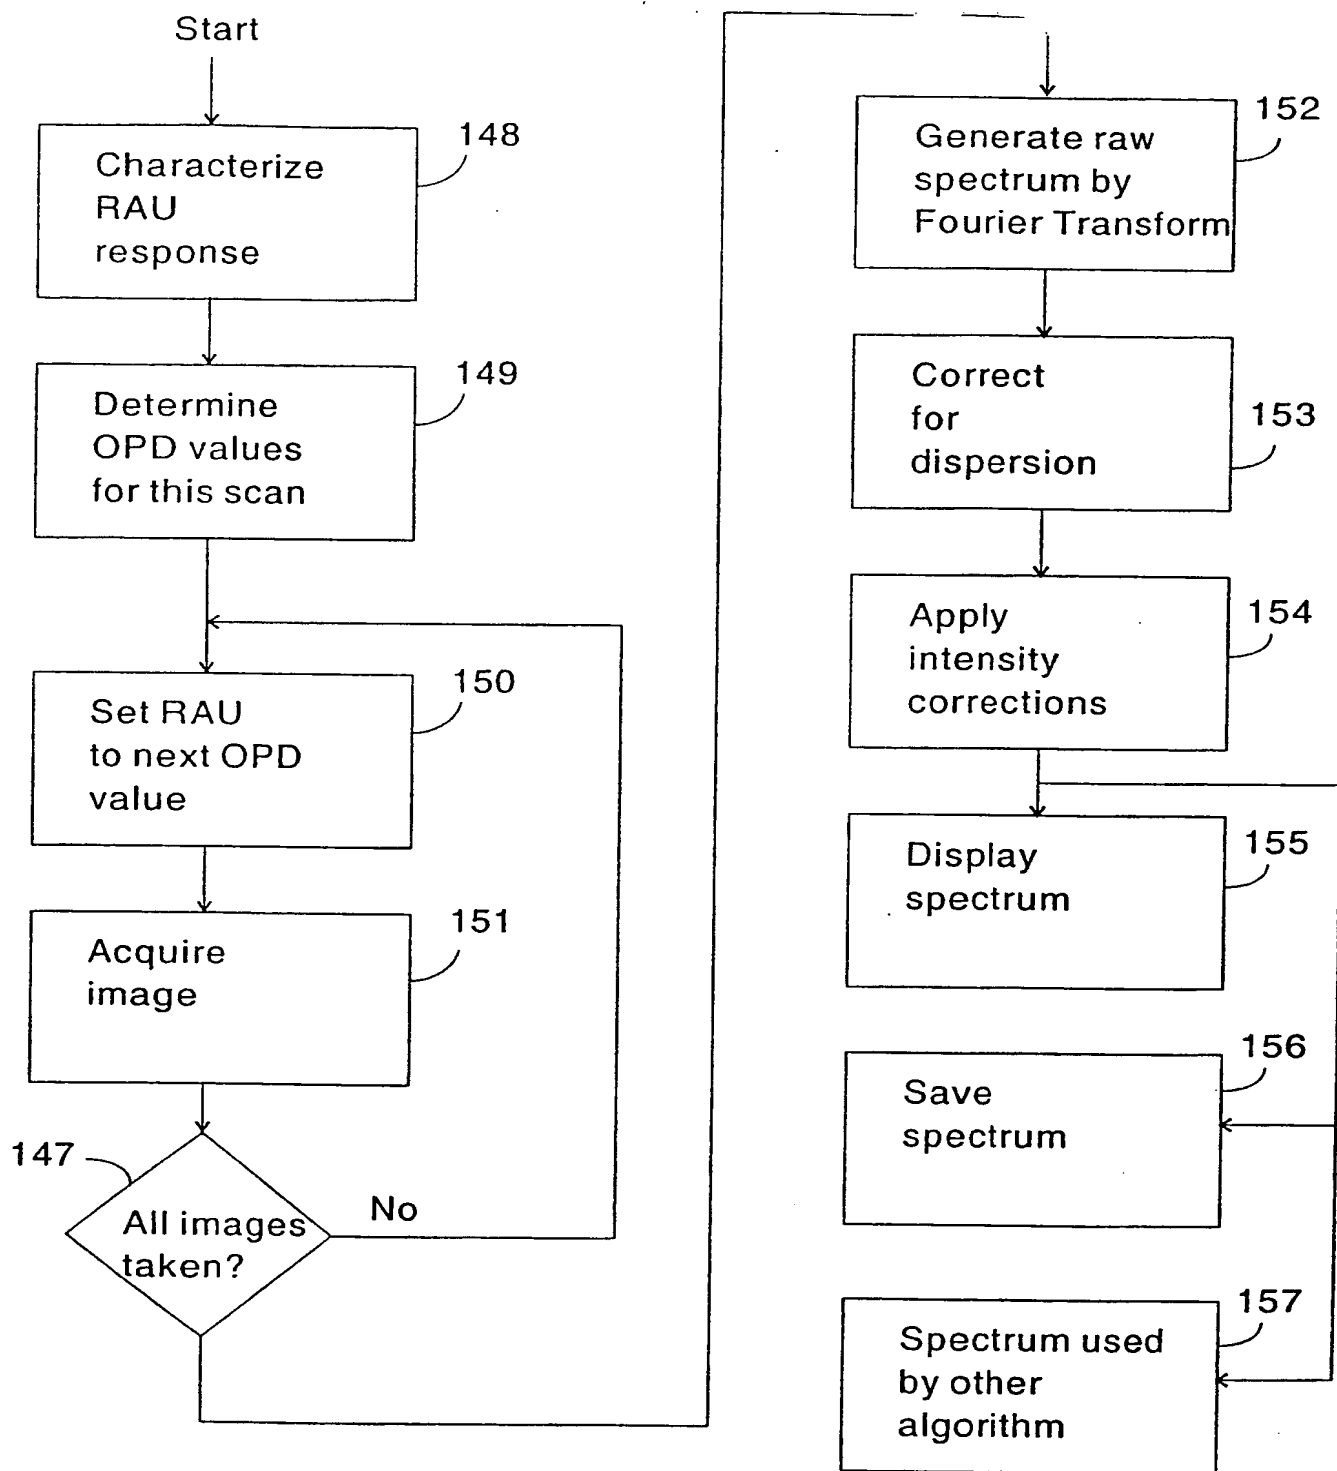 Start
148
Characterize
RAU
response
149
Determine
OPD values
for this scan
150
Set RAU
to next OPD
value
151
Acquire
image
147
All images
taken?
No
152
Generate raw
spectrum by
Fourier Transform
153
Correct
for
dispersion
154
Apply
intensity
corrections
155
Display
spectrum
156
Save
spectrum
157
Spectrum used
by other
algorithm